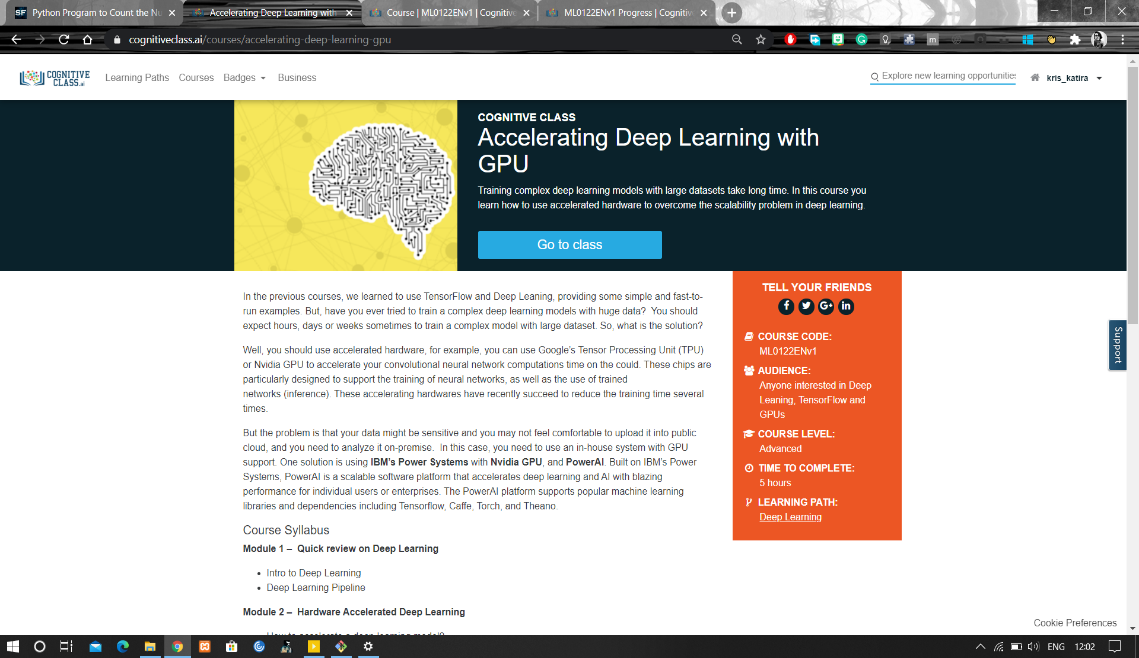 Python Program to Count the Nu
Accelerating Deep Learning with
Course | ML0122ENv1 | Cognitive
ML0122ENv1 Progress | Cognitiv
cognitiveclass.ai/courses/accelerating-deep-learning-gpu
COGNITIVE
CLASS.ai
Learning Paths
Courses
Badges
Business
Explore new learning opportunities
kris_katira
COGNITIVE CLASS
Accelerating Deep Learning with
GPU
Training complex deep learning models with large datasets take long time. In this course you
learn how to use accelerated hardware to overcome the scalability problem in deep learning.
Go to class
In the previous courses, we learned to use TensorFlow and Deep Leaning, providing some simple and fast-to-
run examples. But, have you ever tried to train a complex deep learning models with huge data? You should
expect hours, days or weeks sometimes to train a complex model with large dataset. So, what is the solution?
Well, you should use accelerated hardware, for example, you can use Google's Tensor Processing Unit (TPU)
or Nvidia GPU to accelerate your convolutional neural network computations time on the could. These chips are
particularly designed to support the training of neural networks, as well as the use of trained
networks (inference). These accelerating hardwares have recently succeed to reduce the training time several
times.
But the problem is that your data might be sensitive and you may not feel comfortable to upload it into public
cloud, and you need to analyze it on-premise. In this case, you need to use an in-house system with GPU
support. One solution is using IBM's Power Systems with Nvidia GPU, and PowerAI. Built on IBM's Power
Systems, PowerAI is a scalable software platform that accelerates deep learning and AI with blazing
performance for individual users or enterprises. The PowerAI platform supports popular machine learning
libraries and dependencies including Tensorflow, Caffe, Torch, and Theano.
Course Syllabus
Module 1 – Quick review on Deep Learning
• Intro to Deep Learning
• Deep Learning Pipeline
Module 2 – Hardware Accelerated Deep Learning
TELL YOUR FRIENDS
COURSE CODE:
ML0122ENv1
AUDIENCE:
Anyone interested in Deep
Leaning, TensorFlow and
GPUs
COURSE LEVEL:
Advanced
TIME TO COMPLETE:
5 hours
LEARNING PATH:
Deep Learning
Support
Cookie Preferences
ENG
12:02